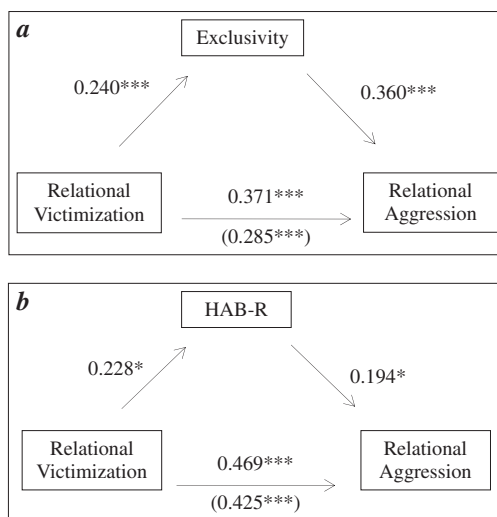 a
Exclusivity
0.240***
0.360***
Relational
Victimization
0.371***
(0.285***)
Relational
Aggression
b
HAB-R
0.228*
0.194*
Relational
Victimization
0.469***
(0.425***)
Relational
Aggression